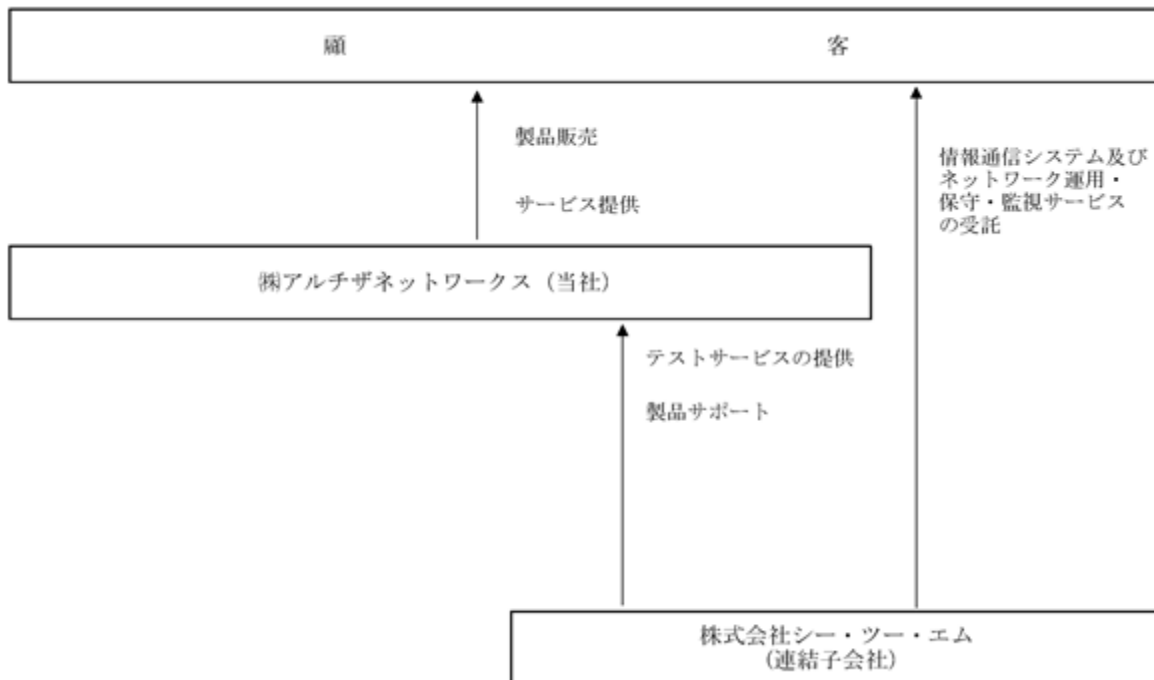 顧 客
製品販売
サービス提供
情報通信システム及び
ネットワーク運用・
保守・監視サービス
の受託
㈱アルチザネットワークス（当社）
テストサービスの提供
製品サポート
株式会社シー・ツー・エム
（連結子会社）